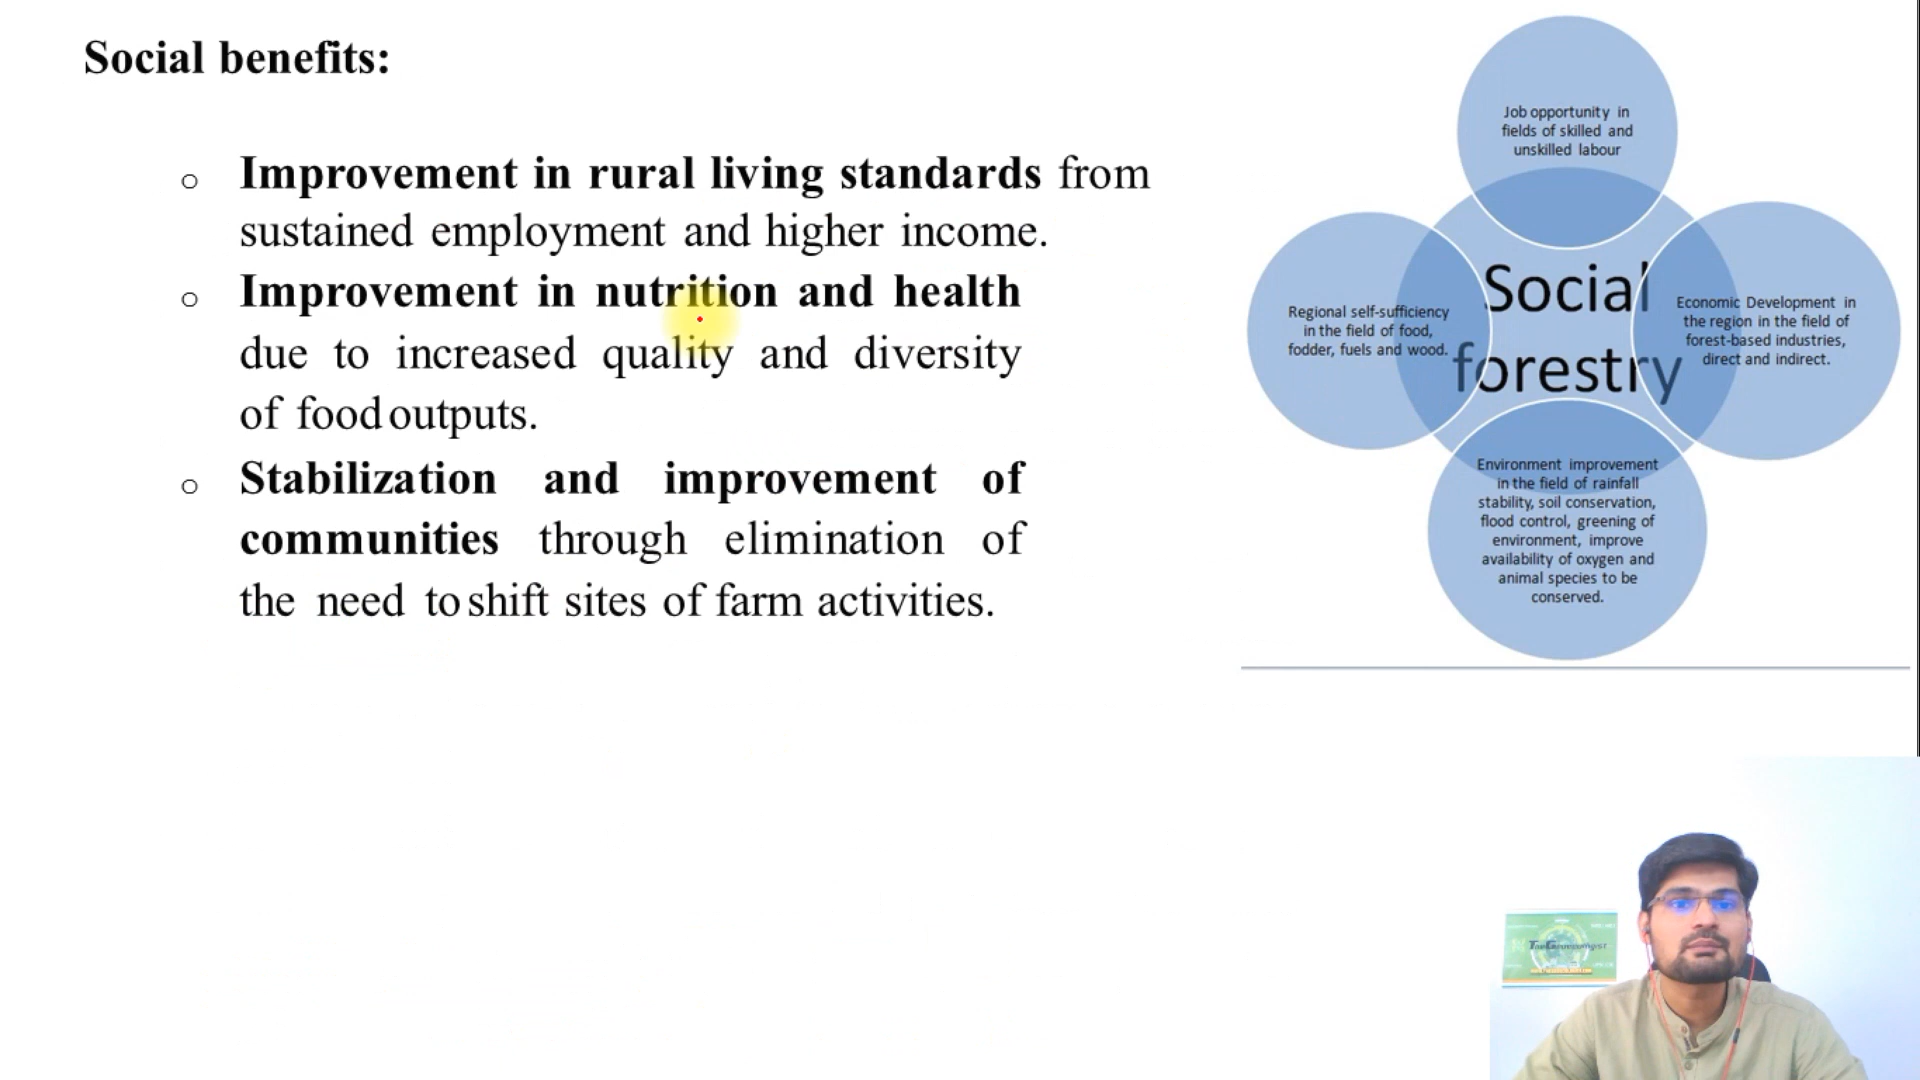 Social benefits:
o Improvement in rural living standards from
sustained employment and higher income.
o Improvement in nutrition and health
due to increased quality and diversity
of food outputs.
o Stabilization and improvement of
communities through elimination of
the need to shift sites of farm activities.
Job opportunity in
fields of skilled and
unskilled labour
Regional self-sufficiency
in the field of food,
fodder, fuels and wood.
Social
forestry
Economic Development in
the region in the field of
forest-based industries,
direct and indirect.
Environment improvement
in the field of rainfall
stability, soil conservation,
flood control, greening of
environment, improve
availability of oxygen and
animal species to be
conserved.